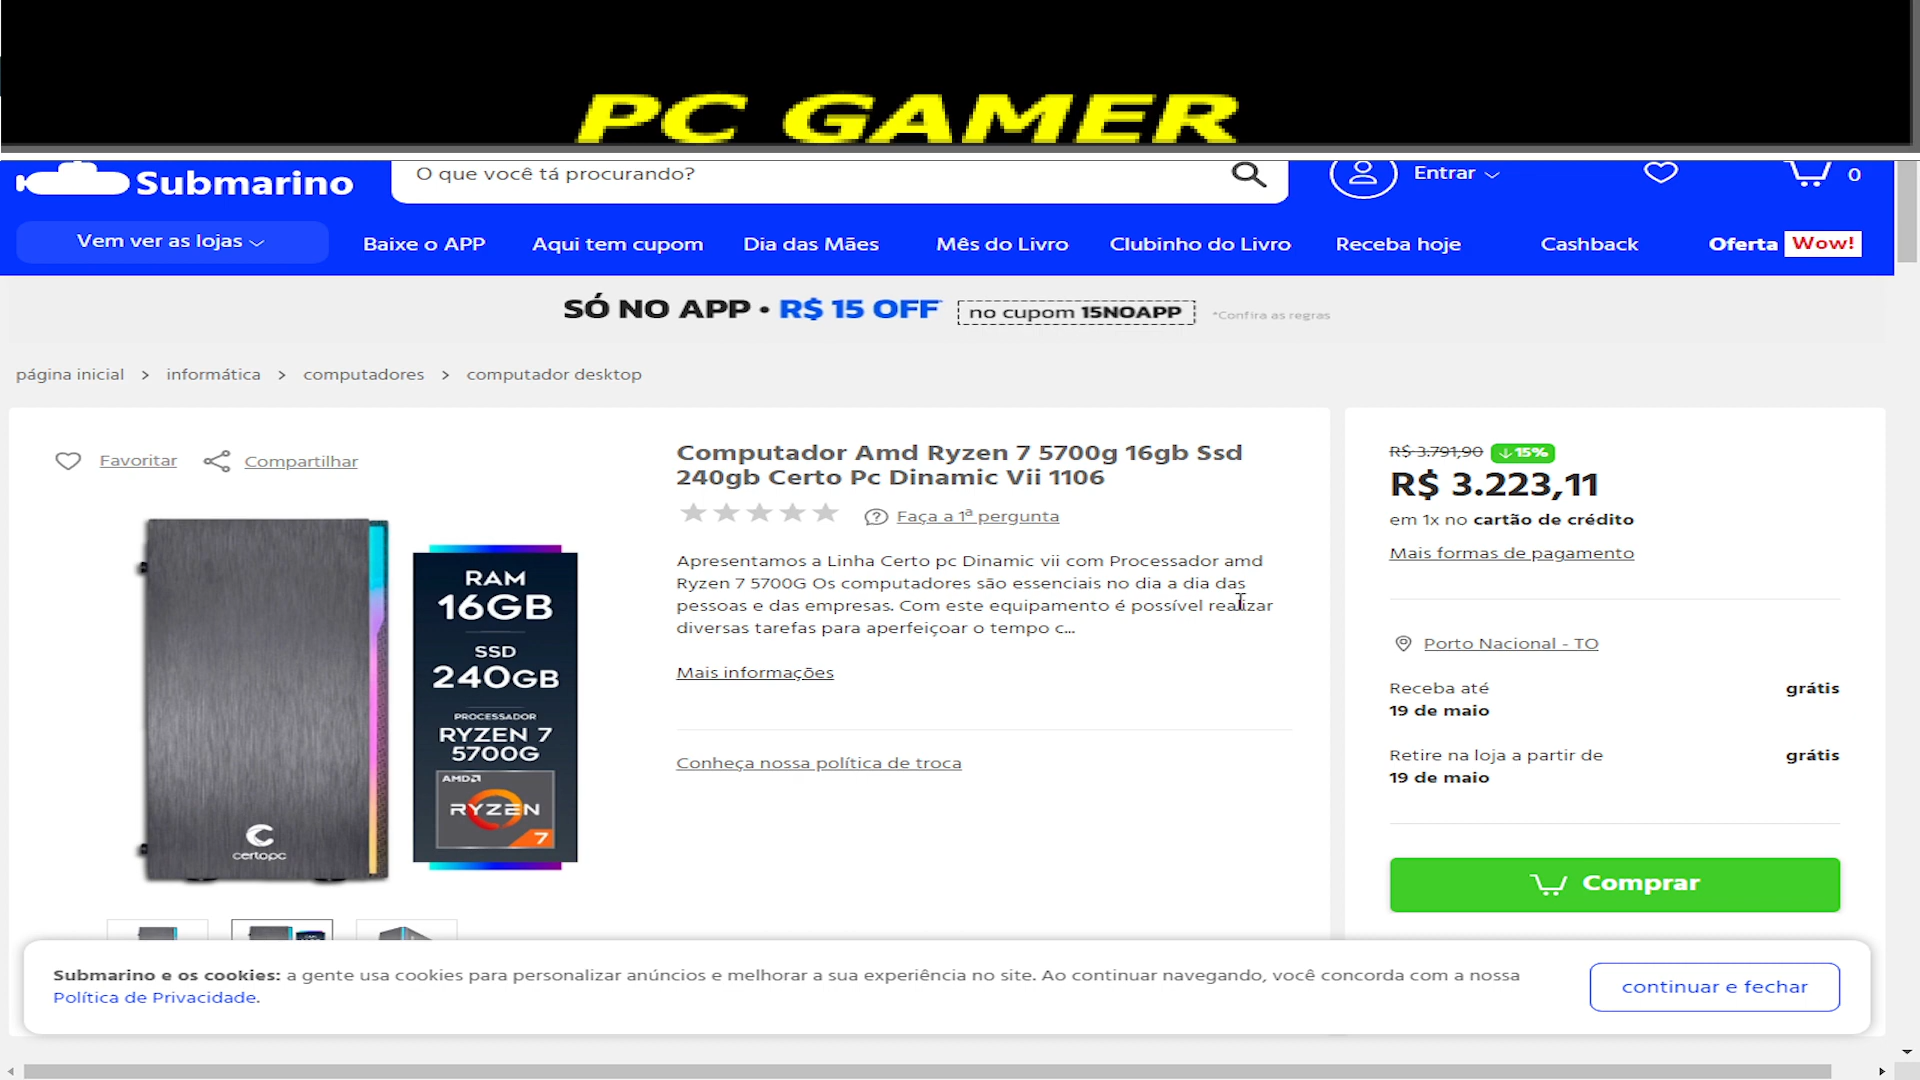 PC GAMER
Submarino
O que você tá procurando?
Entrar
0
Vem ver as lojas
Baixe o APP
Aqui tem cupom
Dia das Mães
Mês do Livro
Clubinho do Livro
Receba hoje
Cashback
Oferta Wow!
SÓ NO APP • R$ 15 OFF* no cupom 15NOAPP *Confira as regras
página inicial > informática > computadores > computador desktop
Favoritar
Compartilhar
RAM
16GB
SSD
240GB
PROCESSADOR
RYZEN 7
5700G
AMD
RYZEN
7
certopc
Computador Amd Ryzen 7 5700g 16gb Ssd
240gb Certo Pc Dinamic Vii 1106
Faça a 1ª pergunta
Apresentamos a Linha Certo pc Dinamic vii com Processador amd
Ryzen 7 5700G Os computadores são essenciais no dia a dia das
pessoas e das empresas. Com este equipamento é possível realizar
diversas tarefas para aperfeiçoar o tempo c...
Mais informações
Conheça nossa política de troca
R$ 3.791,90 15%
R$ 3.223,11
em 1x no cartão de crédito
Mais formas de pagamento
Porto Nacional - TO
Receba até grátis
19 de maio
Retire na loja a partir de grátis
19 de maio
Comprar
Submarino e os cookies: a gente usa cookies para personalizar anúncios e melhorar a sua experiência no site. Ao continuar navegando, você concorda com a nossa
Política de Privacidade.
continuar e fechar